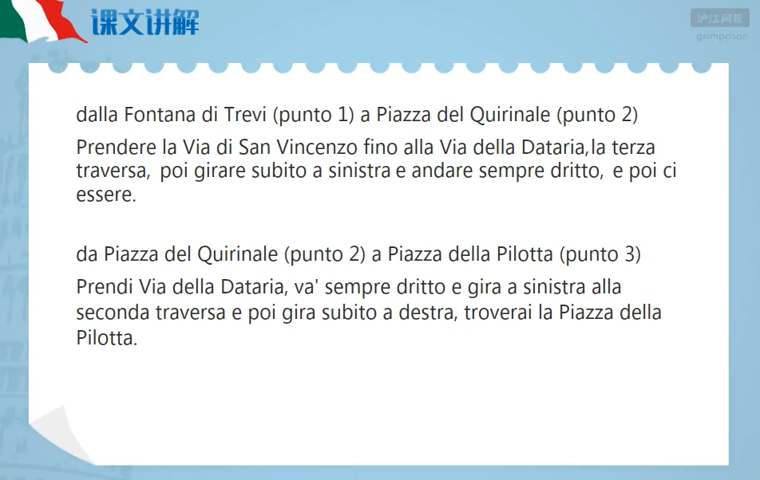 课文讲解
沪江网校
gsimposor
dalla Fontana di Trevi (punto 1) a Piazza del Quirinale (punto 2)
Prendere la Via di San Vincenzo fino alla Via della Dataria,la terza
traversa, poi girare subito a sinistra e andare sempre dritto, e poi ci
essere.
da Piazza del Quirinale (punto 2) a Piazza della Pilotta (punto 3)
Prendi Via della Dataria, va' sempre dritto e gira a sinistra alla
seconda traversa e poi gira subito a destra, troverai la Piazza della
Pilotta.